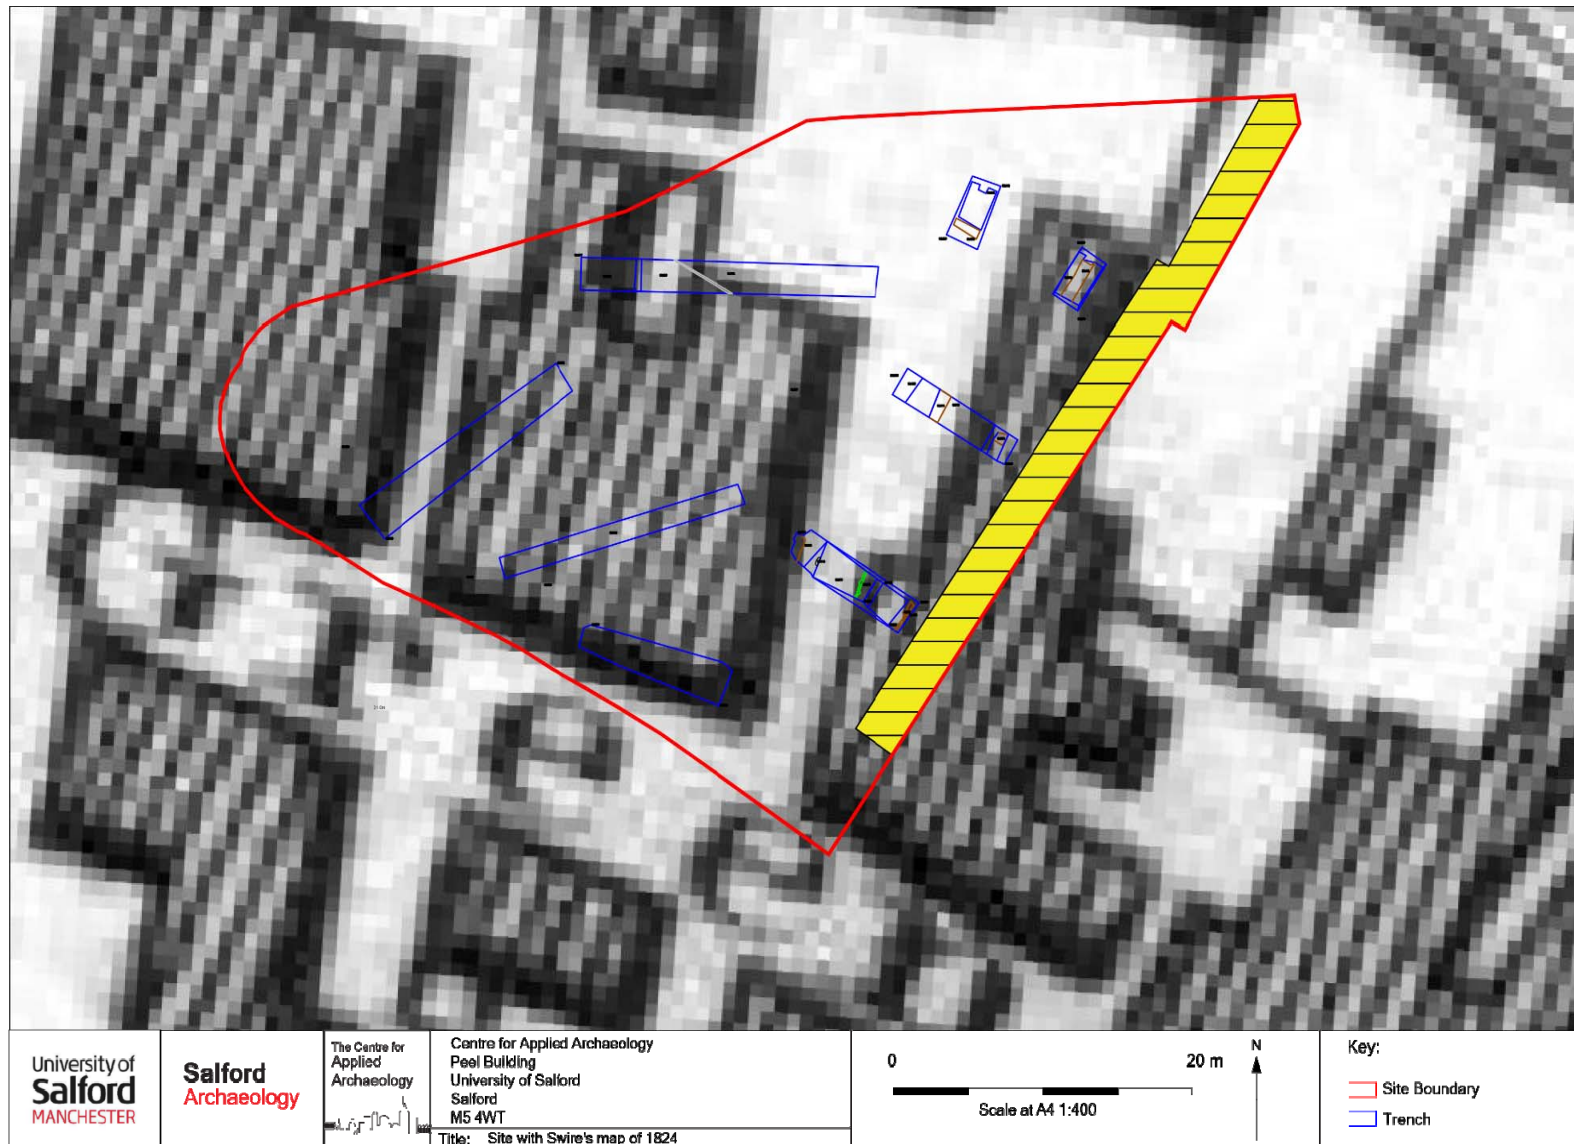 University of
Salford
MANCHESTER
Salford
Archaeology
The Centre for
Applied
Archaeology
Centre for Applied Archaeology
Peel Building
University of Salford
Salford
M5 4WT
Title: Site with Swire's map of 1824
0 20 m
Scale at A4 1:400
N
Key:
Site Boundary
Trench